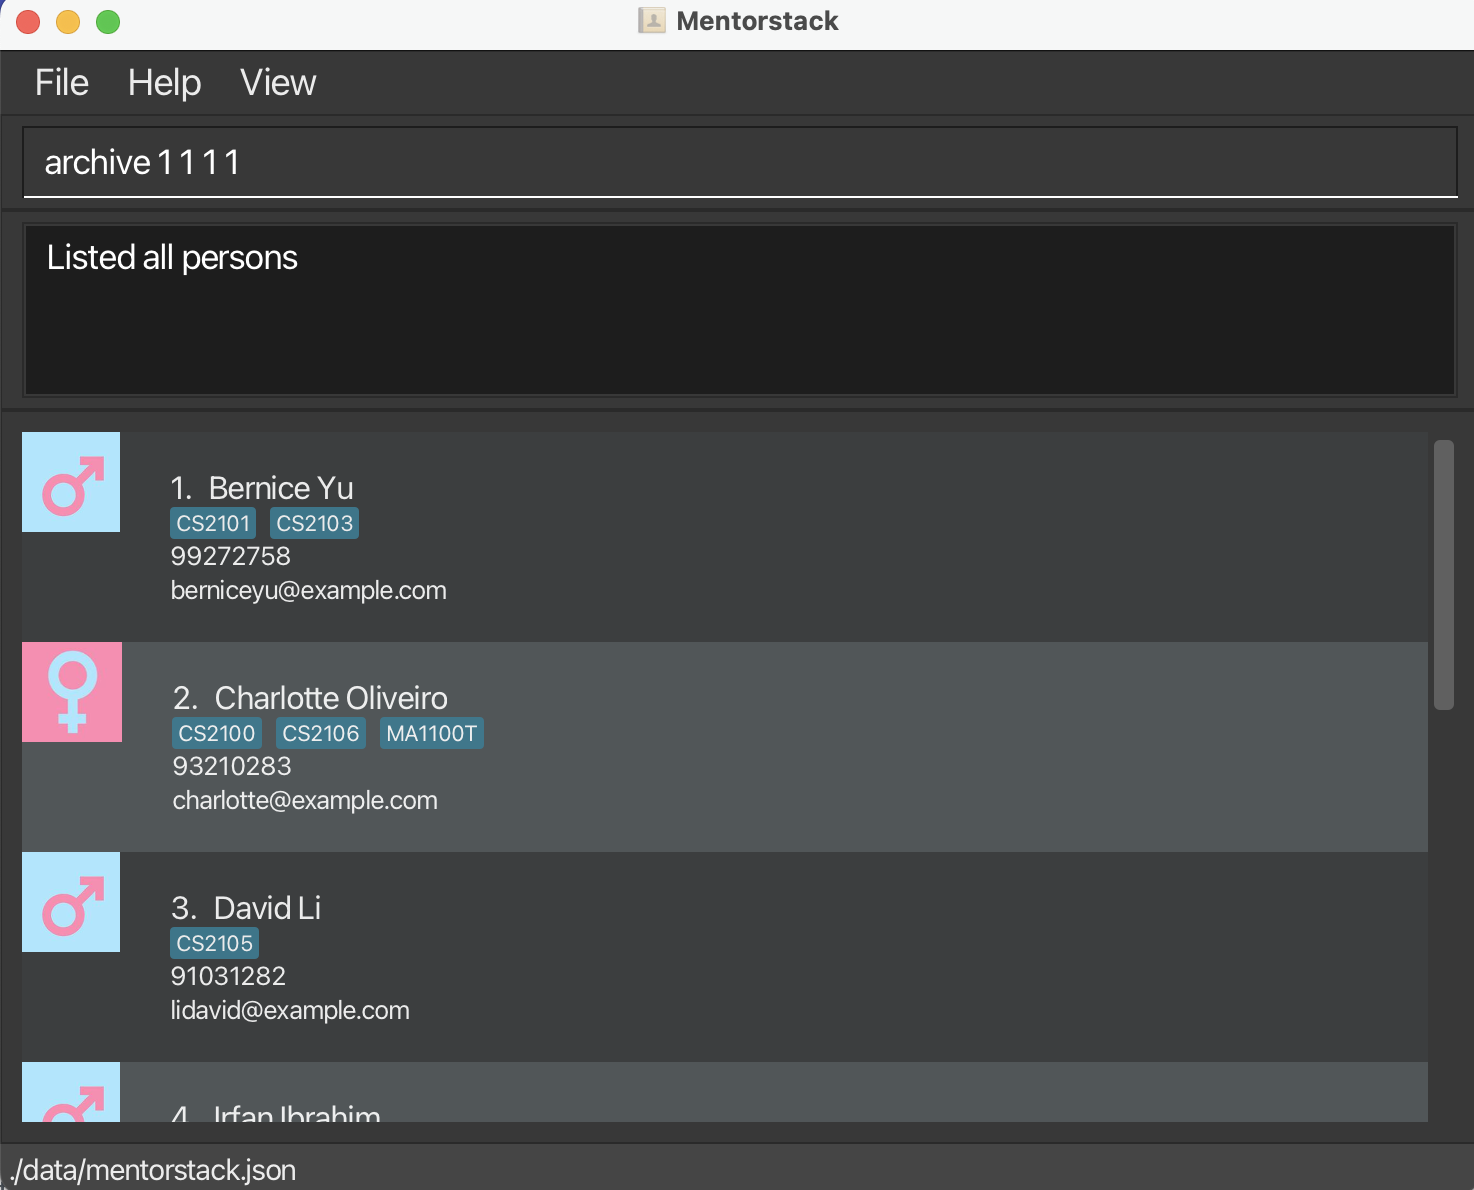 Mentorstack
File Help View
archive 1 1 1 1
Listed all persons
1. Bernice Yu
CS2101 CS2103
99272758
berniceyu@example.com
2. Charlotte Oliveiro
CS2100 CS2106 MA1100T
93210283
charlotte@example.com
3. David Li
CS2105
91031282
lidavid@example.com
4. Irfan Ibrahim
./data/mentorstack.json